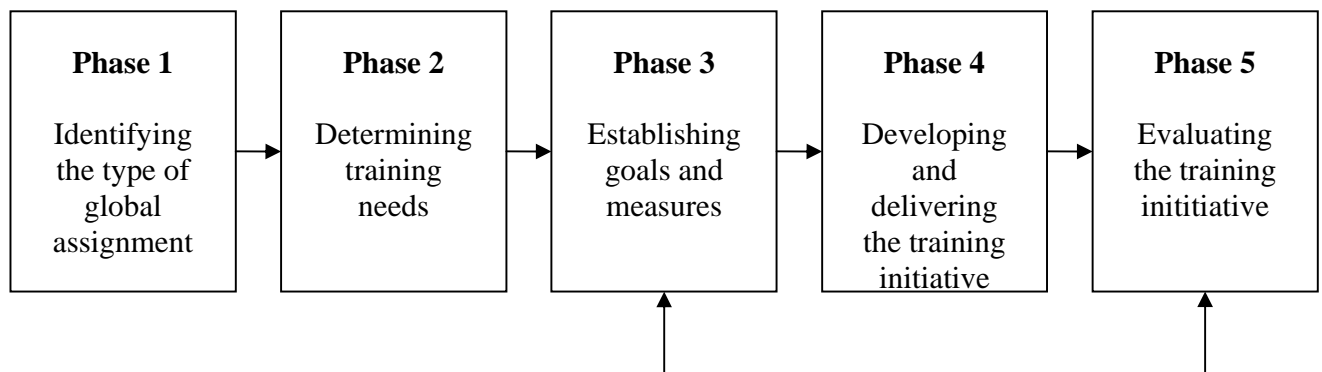 Phase 1
Identifying
the type of
global
assignment
Phase 2
Determining
training
needs
Phase 3
Establishing
goals and
measures
Phase 4
Developing
and
delivering
the training
initiative
Phase 5
Evaluating
the training
inititiative